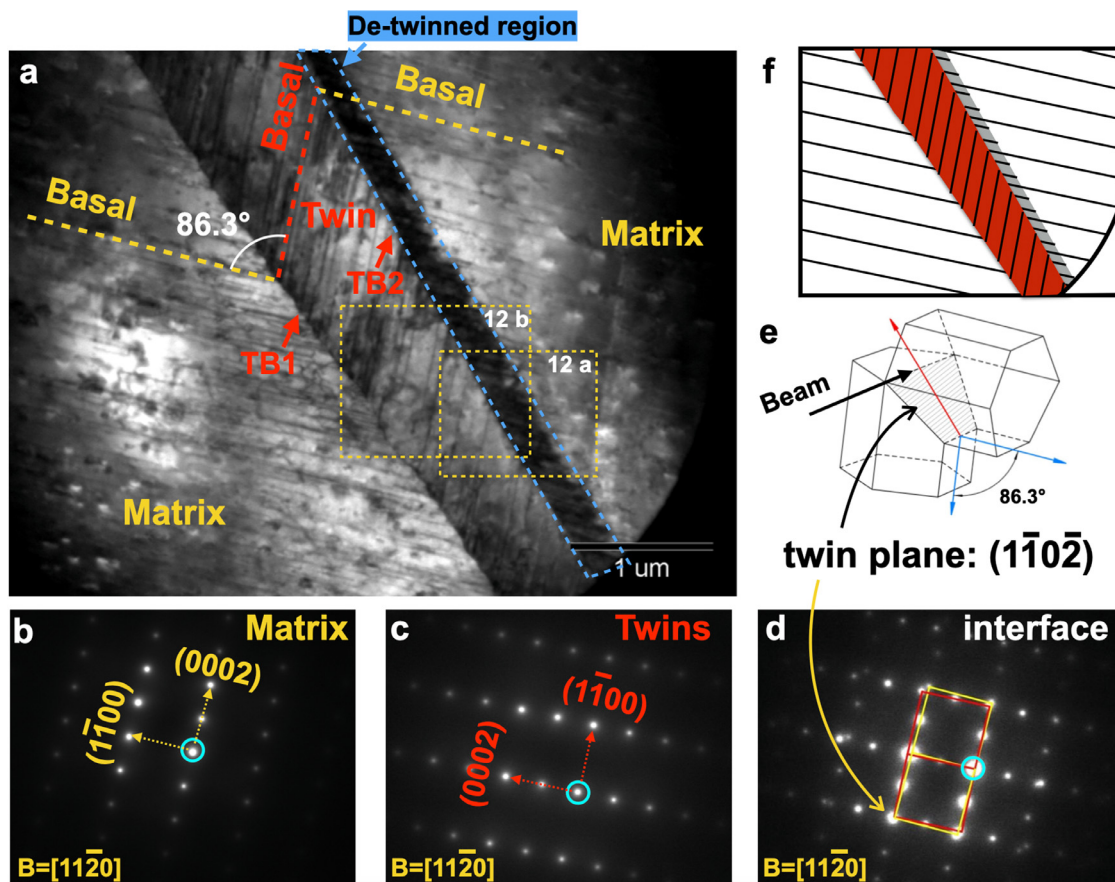 De-twinned region
a
Basal
Basal
Basal
86.3°
Twin
TB2
Matrix
12 b
12 a
TB1
Matrix
1 um
f
e
Beam
86.3°
twin plane: (11̅02̅)
b
Matrix
(0002)
(11̅00)
B=[112̅0]
c
Twins
(11̅00)
(0002)
B=[112̅0]
d
interface
B=[112̅0]